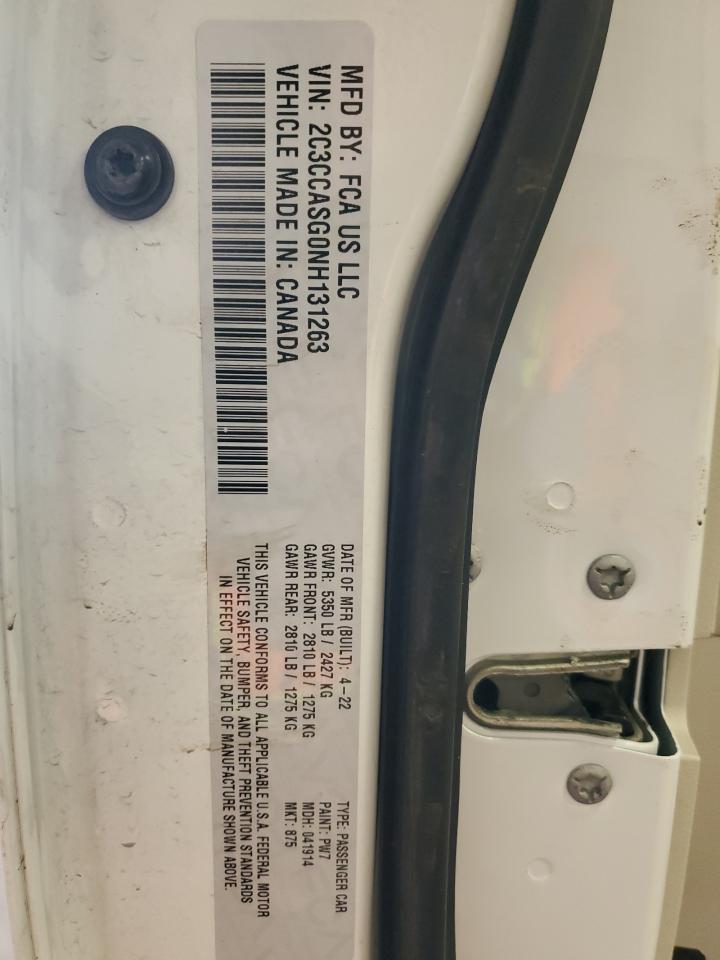 MFD BY: FCA US LLC
VIN: 2C3CCASG0NH131263
VEHICLE MADE IN: CANADA
DATE OF MFR (BUILT): 4-22
GVWR: 5350 LB / 2427 KG
GAWR FRONT: 2810 LB / 1275 KG
GAWR REAR: 2810 LB / 1275 KG
THIS VEHICLE CONFORMS TO ALL APPLICABLE U.S.A. FEDERAL MOTOR
VEHICLE SAFETY, BUMPER, AND THEFT PREVENTION STANDARDS
IN EFFECT ON THE DATE OF MANUFACTURE SHOWN ABOVE.
TYPE: PASSENGER CAR
PAINT: PW7
MDH: 041914
MKT: 875